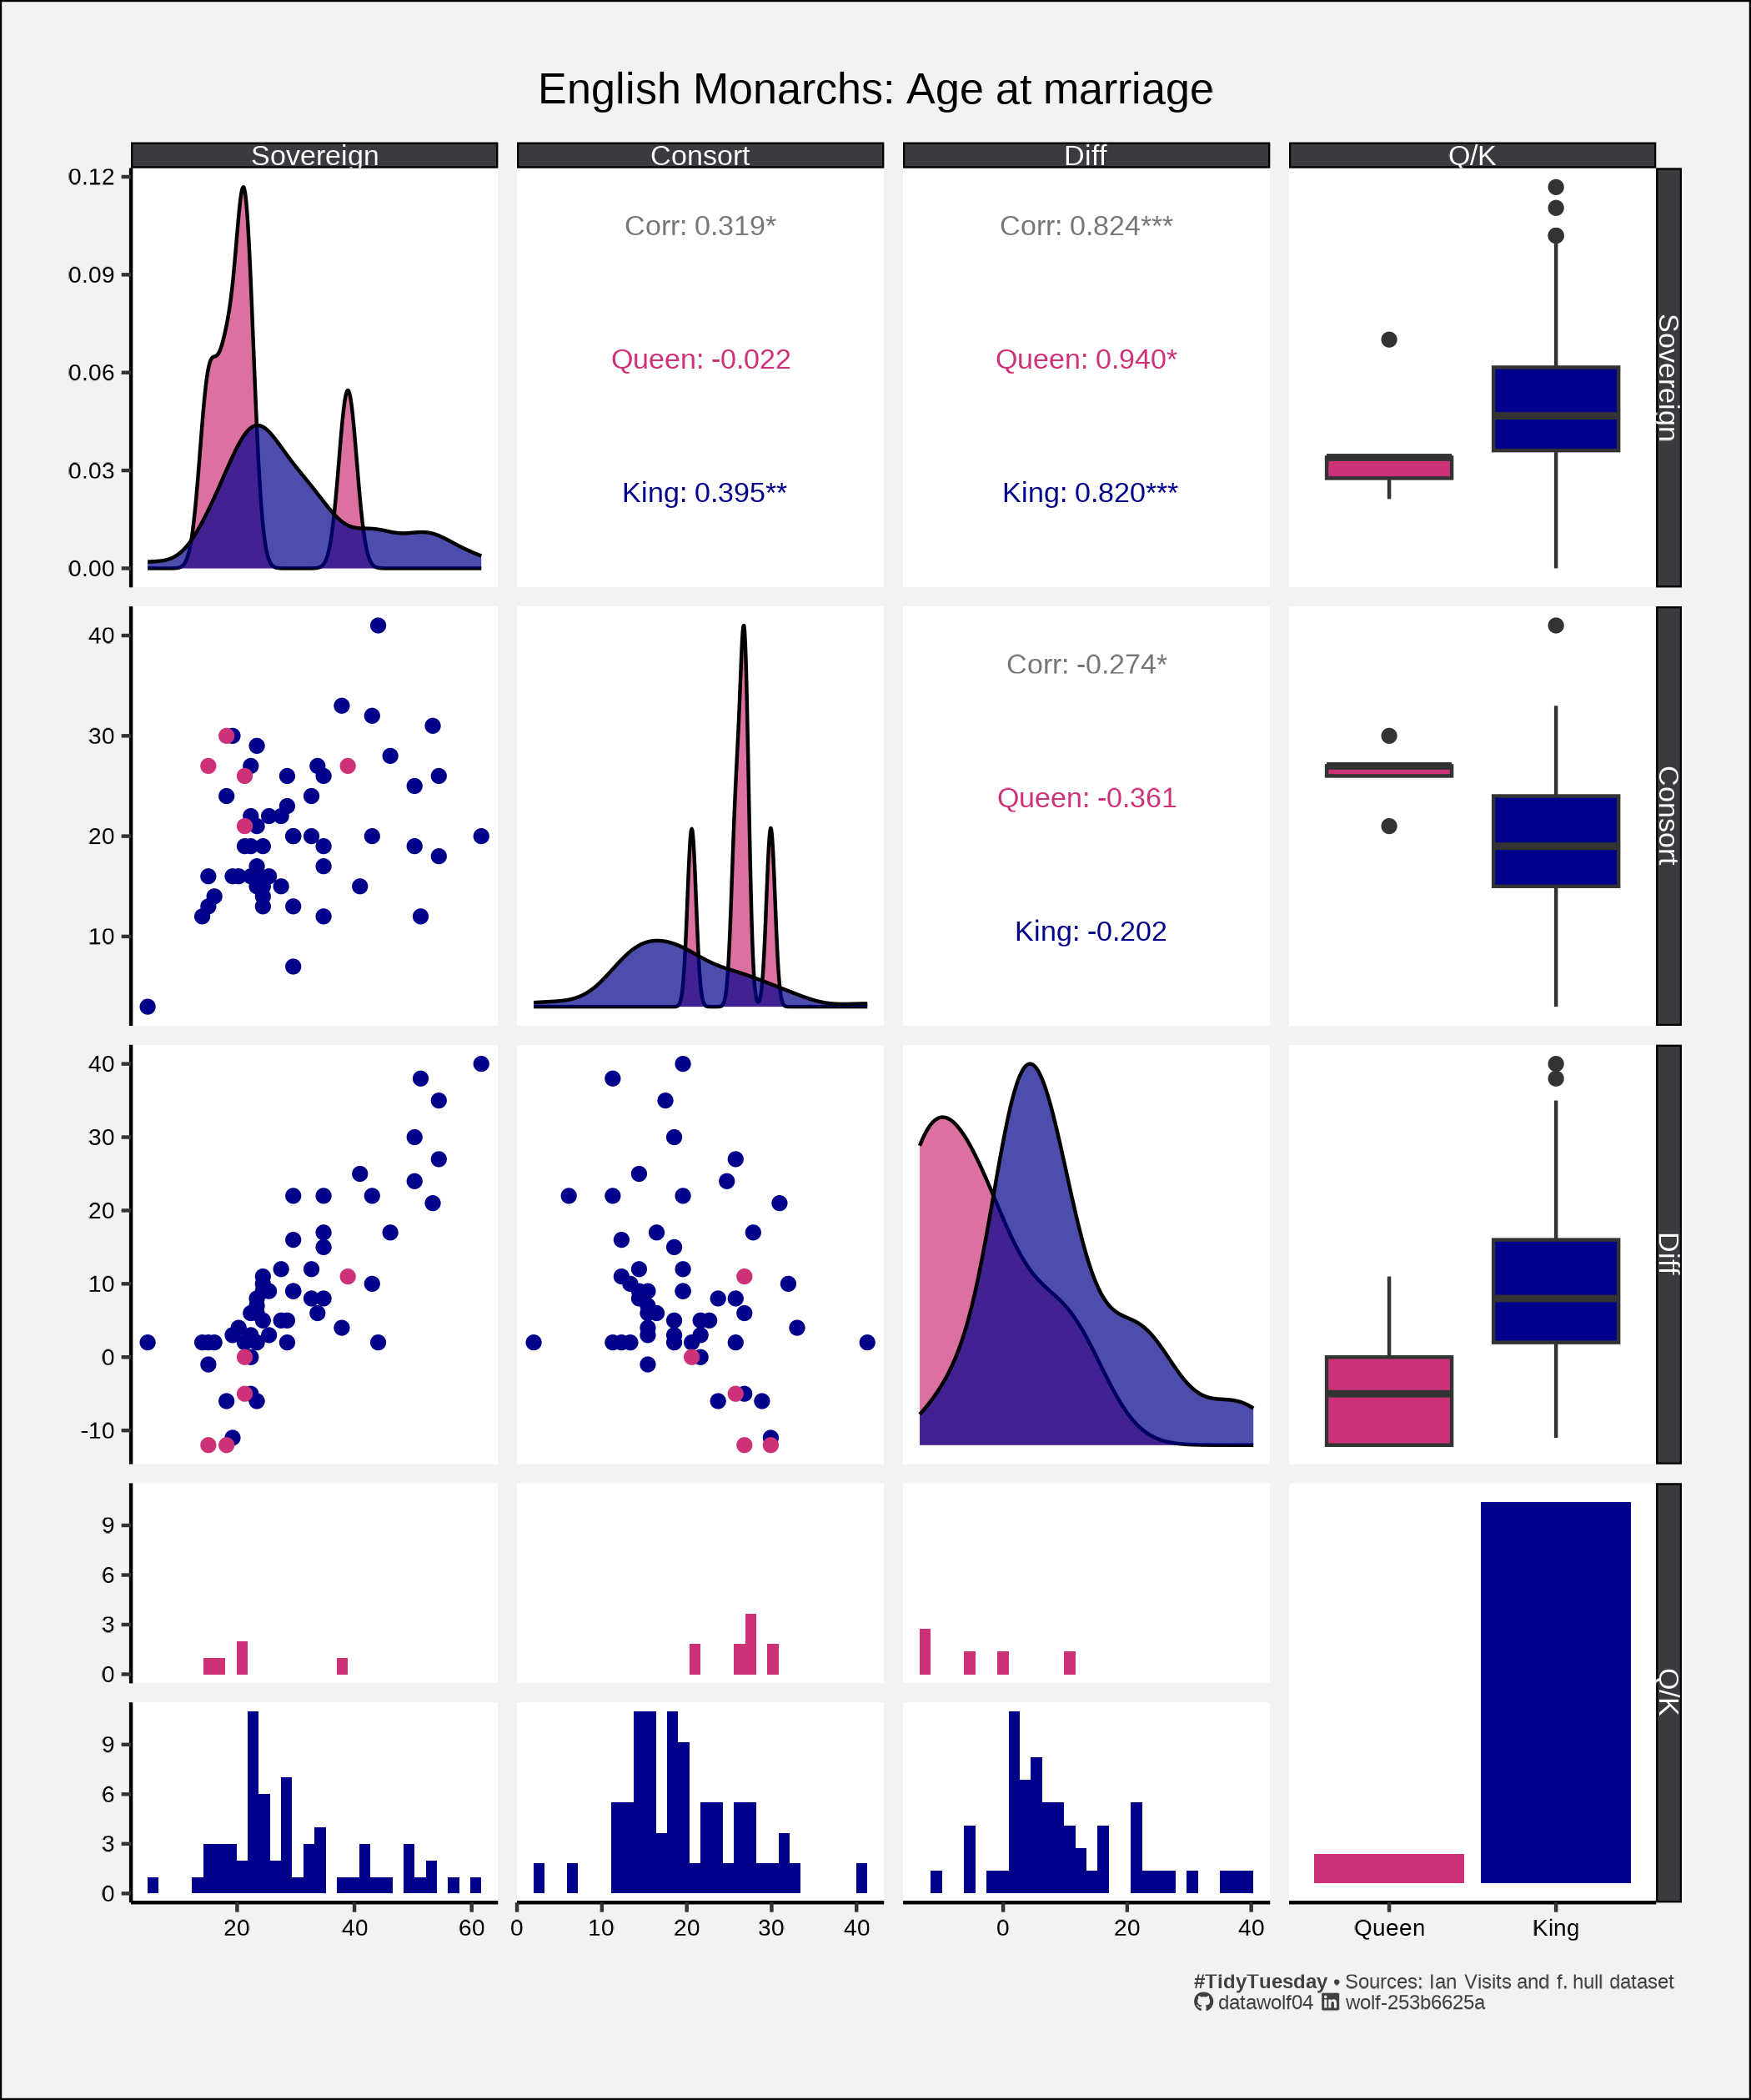 English Monarchs: Age at marriage
Sovereign
Consort
Diff
Q/K
0.12
0.09
0.06
0.03
0.00
Corr: 0.319*
Queen: -0.022
King: 0.395**
Corr: 0.824***
Queen: 0.940*
King: 0.820***
Sovereign
40
30
20
10
Corr: -0.274*
Queen: -0.361
King: -0.202
Consort
40
30
20
10
0
-10
Diff
9
6
3
0
9
6
3
0
Q/K
20 40 60
0 10 20 30 40
0 20 40
Queen King
#TidyTuesday • Sources: Ian Visits and f. hull dataset
datawolf04 wolf-253b6625a